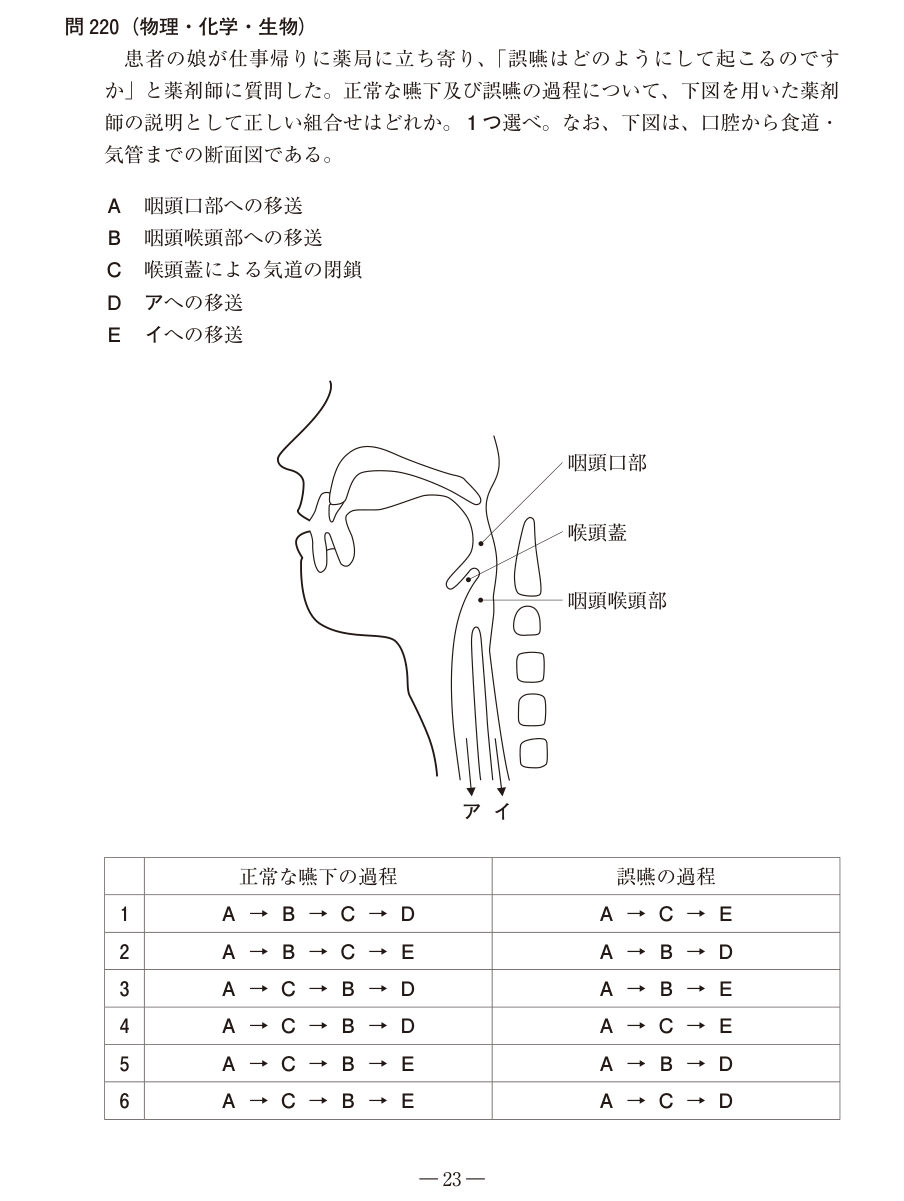 問220（物理・化学・生物）
患者の娘が仕事帰りに薬局に立ち寄り、「誤嚥はどのようにして起こるのです
か」と薬剤師に質問した。正常な嚥下及び誤嚥の過程について、下図を用いた薬剤
師の説明として正しい組合せはどれか。1つ選べ。なお、下図は、口腔から食道・
気管までの断面図である。
A 咽頭口部への移送
B 咽頭喉頭部への移送
C 喉頭蓋による気道の閉鎖
D アへの移送
E イへの移送
咽頭口部
喉頭蓋
咽頭喉頭部
ア イ
正常な嚥下の過程 誤嚥の過程
1 A → B → C → D A → C → E
2 A → B → C → E A → B → D
3 A → C → B → D A → B → E
4 A → C → B → D A → C → E
5 A → C → B → E A → B → D
6 A → C → B → E A → C → D
― 23 ―